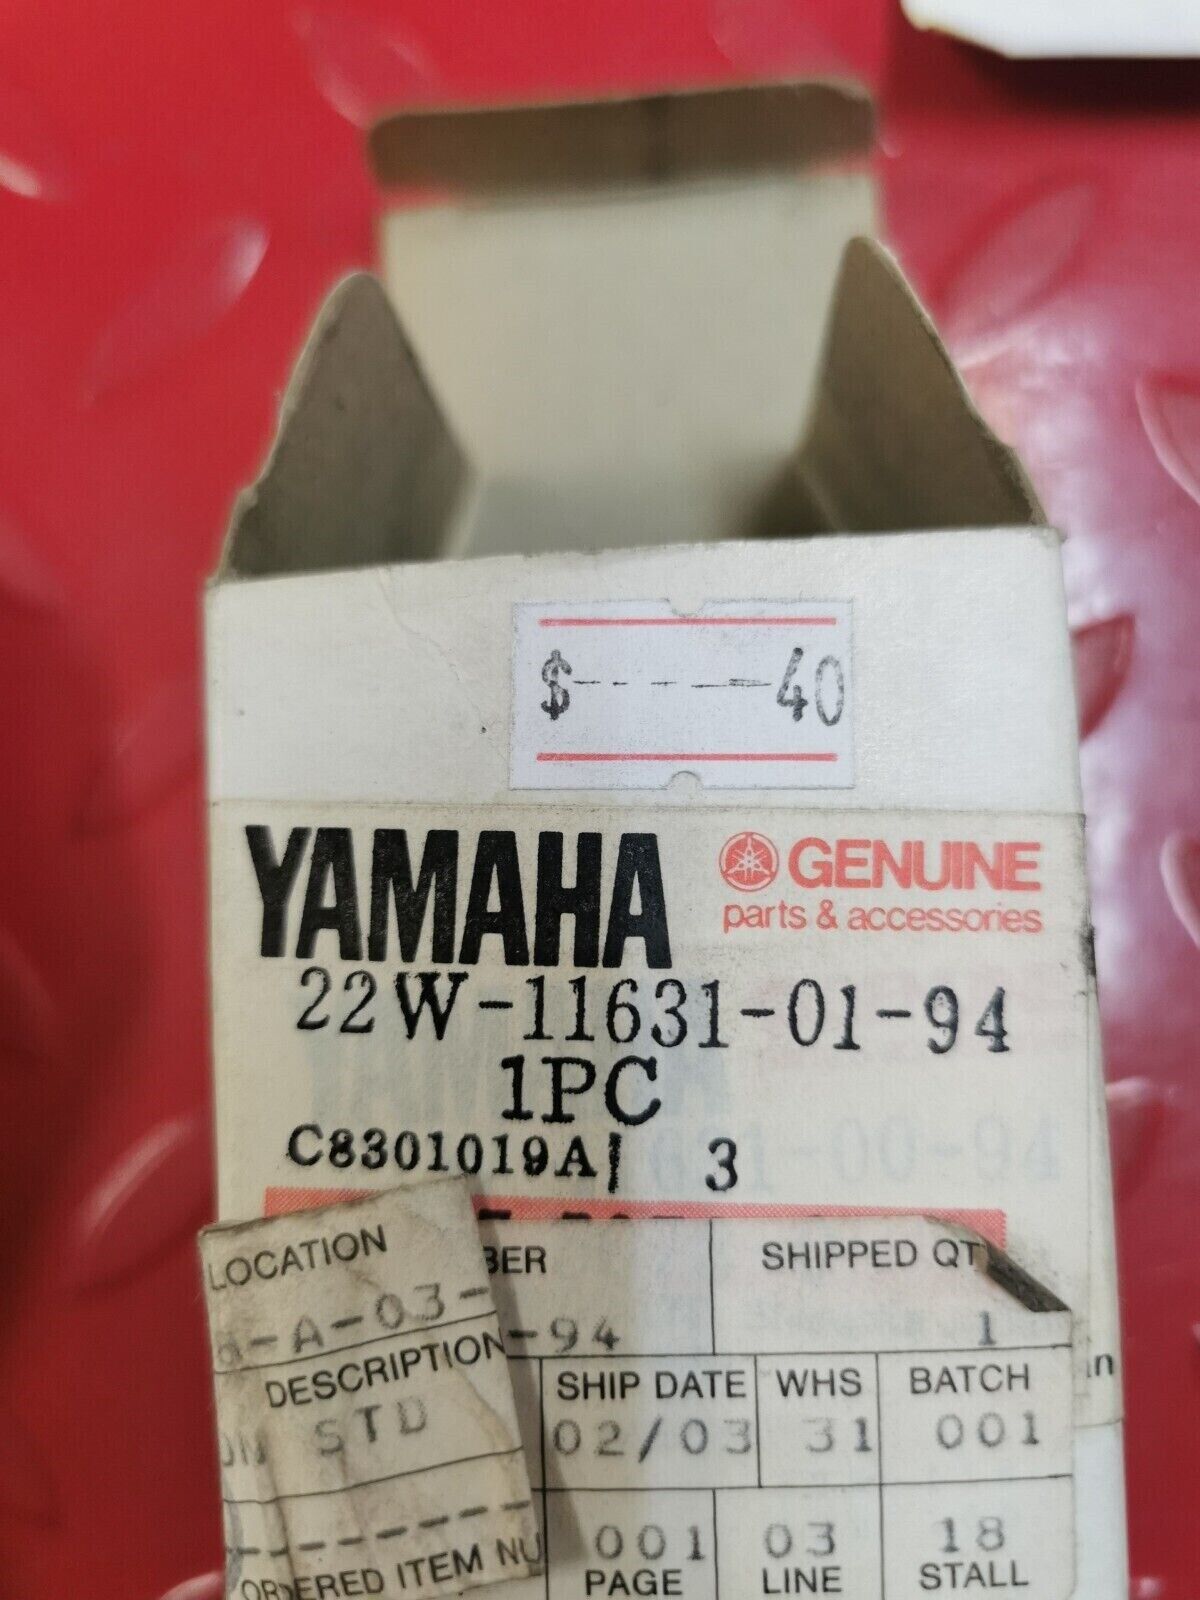 $-----40
YAMAHA
GENUINE
parts & accessories
22W-11631-01-94
1PC
C8301019A 3
LOCATION
-A-03-
BER
SHIPPED QT
-94
1
DESCRIPTION
STD
SHIP DATE
WHS
BATCH
02/03
31
001
--------
ORDERED ITEM NU
001
03
18
PAGE
LINE
STALL